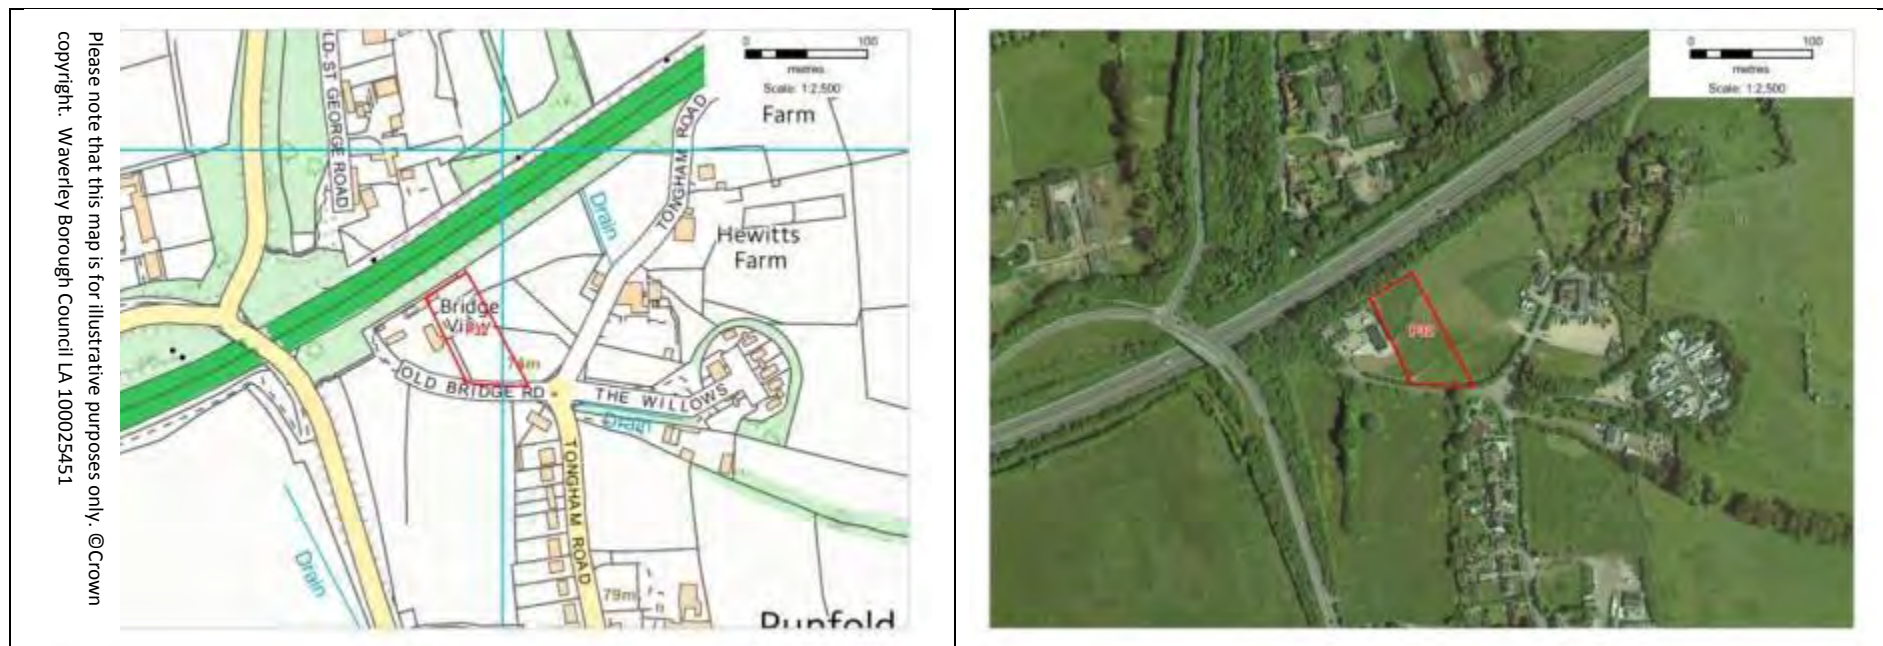 Please note that this map is for illustrative purposes only. ©Crown
copyright. Waverley Borough Council LA 100025451
0 100
metres
Scale: 1:2,500
Farm
OLD ST GEORGE ROAD
TONGHAM ROAD
Drain
Hewitts
Farm
Bridge
View
OLD BRIDGE RD
THE WILLOWS
Drain
TONGHAM ROAD
Drain
79m
Runfold
0 100
metres
Scale: 1:2,500